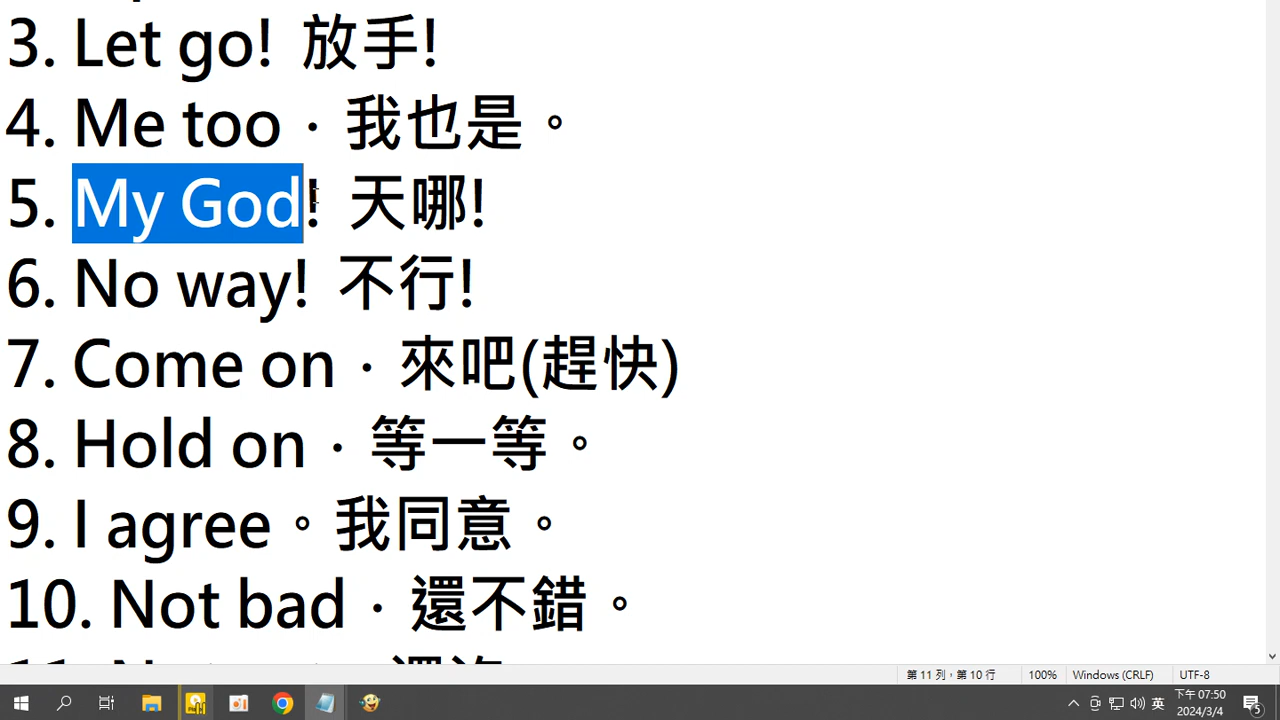 3. Let go!  放手!
4. Me too．我也是。
5. My God!  天哪!
6. No way!  不行!
7. Come on．來吧(趕快)
8. Hold on．等一等。
9. I agree。我同意。
10. Not bad．還不錯。
第 11 列，第 10 行 100% Windows (CRLF) UTF-8
英 下午 07:50
2024/3/4
5